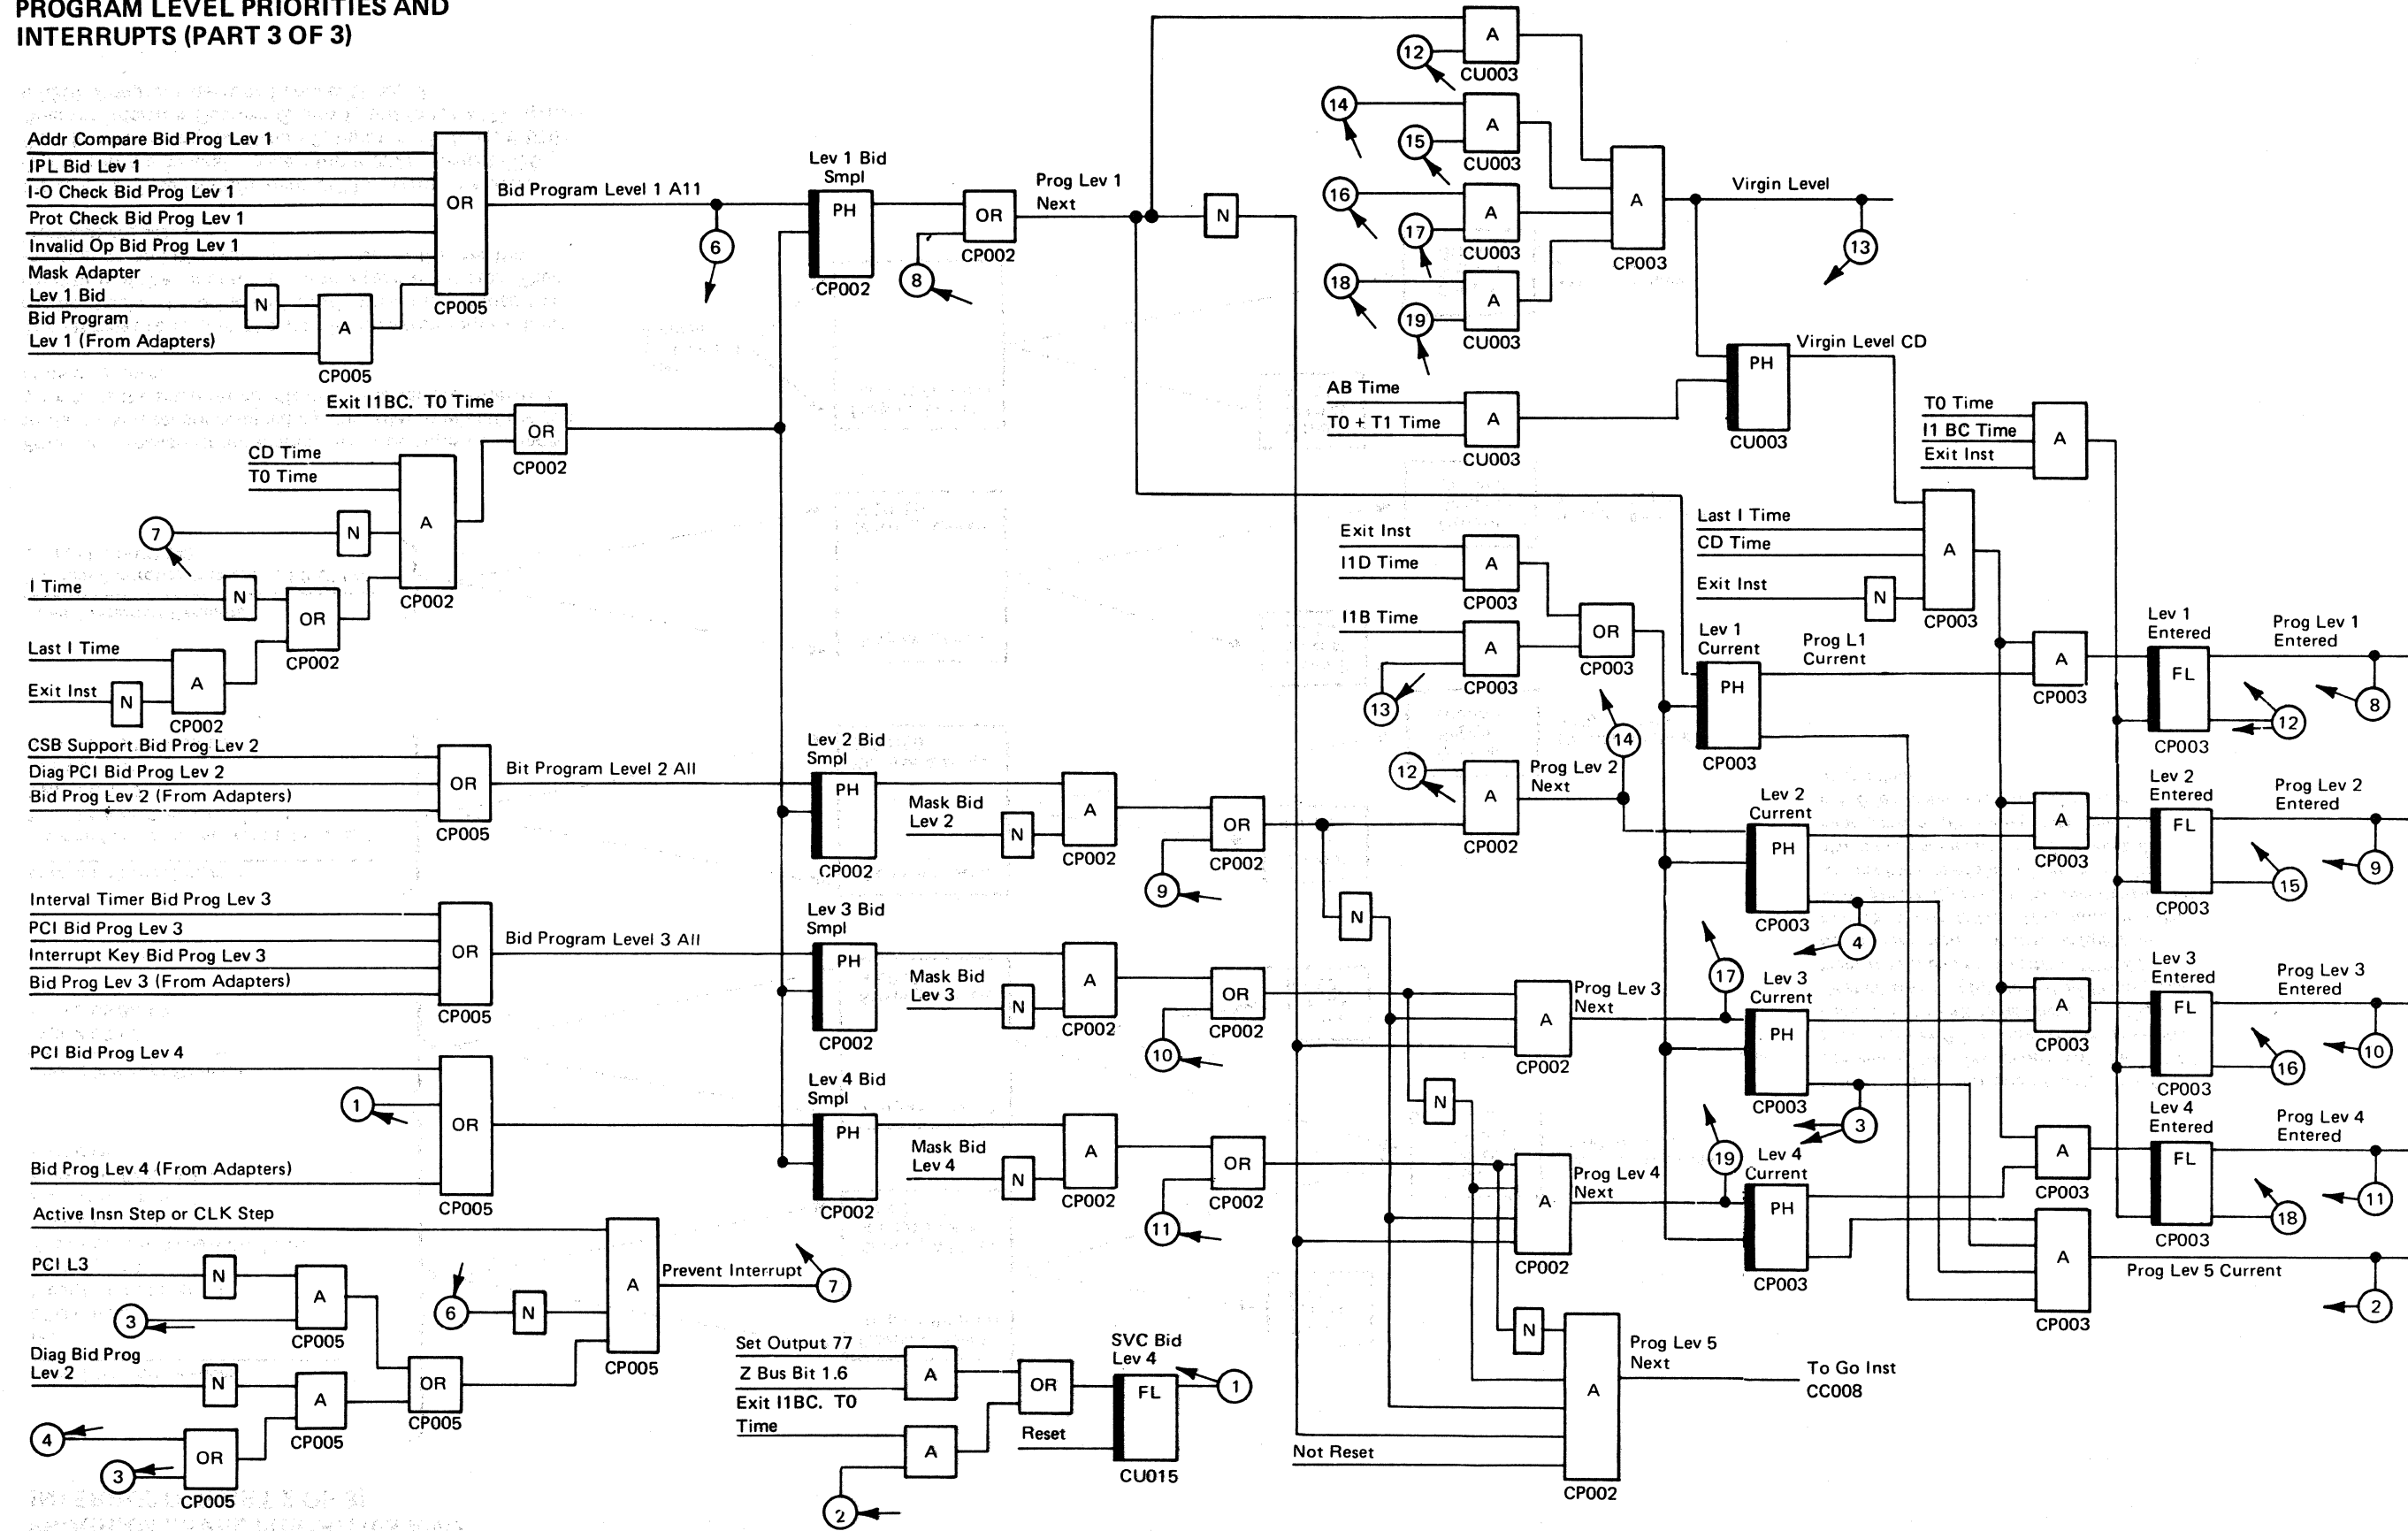 PROGRAM LEVEL PRIORITIES AND
INTERRUPTS (PART 3 OF 3)
Addr Compare Bid Prog Lev 1
IPL Bid Lev 1
I-O Check Bid Prog Lev 1
Prot Check Bid Prog Lev 1
Invalid Op Bid Prog Lev 1
Mask Adapter
Lev 1 Bid
Bid Program
Lev 1 (From Adapters)
N
A
CP005
OR
CP005
Bid Program Level 1 A11
6
Lev 1 Bid
Smpl
PH
CP002
8
OR
CP002
Prog Lev 1
Next
N
A
12
CU003
14
A
15
CU003
16
A
17
CU003
18
A
19
CU003
A
CP003
Virgin Level
13
AB Time
T0 + T1 Time
A
CU003
PH
CU003
Virgin Level CD
T0 Time
I1 BC Time
Exit Inst
A
Exit I1BC. T0 Time
OR
CP002
CD Time
T0 Time
7
N
A
CP002
I Time
N
OR
CP002
Last I Time
Exit Inst
N
A
CP002
Last I Time
CD Time
Exit Inst
N
A
CP003
Exit Inst
I1D Time
A
CP003
I1B Time
A
CP003
13
OR
CP003
Lev 1
Current
PH
CP003
Prog L1
Current
A
CP003
Lev 1
Entered
FL
CP003
Prog Lev 1
Entered
12
8
CSB Support Bid Prog Lev 2
Diag PCI Bid Prog Lev 2
Bid Prog Lev 2 (From Adapters)
OR
CP005
Bit Program Level 2 All
Lev 2 Bid
Smpl
PH
CP002
Mask Bid
Lev 2
N
A
CP002
9
OR
CP002
12
A
CP002
Prog Lev 2
Next
14
Lev 2
Current
PH
CP003
4
A
CP003
Lev 2
Entered
FL
CP003
Prog Lev 2
Entered
15
9
N
Interval Timer Bid Prog Lev 3
PCI Bid Prog Lev 3
Interrupt Key Bid Prog Lev 3
Bid Prog Lev 3 (From Adapters)
OR
CP005
Bid Program Level 3 All
Lev 3 Bid
Smpl
PH
CP002
Mask Bid
Lev 3
N
A
CP002
10
OR
CP002
A
CP002
Prog Lev 3
Next
17
Lev 3
Current
PH
CP003
3
A
CP003
Lev 3
Entered
FL
CP003
Prog Lev 3
Entered
16
10
N
PCI Bid Prog Lev 4
1
Bid Prog Lev 4 (From Adapters)
OR
CP005
Lev 4 Bid
Smpl
PH
CP002
Mask Bid
Lev 4
N
A
CP002
11
OR
CP002
A
CP002
Prog Lev 4
Next
19
Lev 4
Current
PH
CP003
A
CP003
Lev 4
Entered
FL
CP003
Prog Lev 4
Entered
18
11
A
CP003
Prog Lev 5 Current
2
Active Insn Step or CLK Step
PCI L3
N
3
A
CP005
Diag Bid Prog
Lev 2
N
A
CP005
4
3
OR
CP005
OR
CP005
6
N
A
CP005
Prevent Interrupt
7
Set Output 77
Z Bus Bit 1.6
A
Exit I1BC. T0
Time
A
2
OR
Reset
SVC Bid
Lev 4
FL
CU015
1
Not Reset
N
A
CP002
Prog Lev 5
Next
To Go Inst
CC008